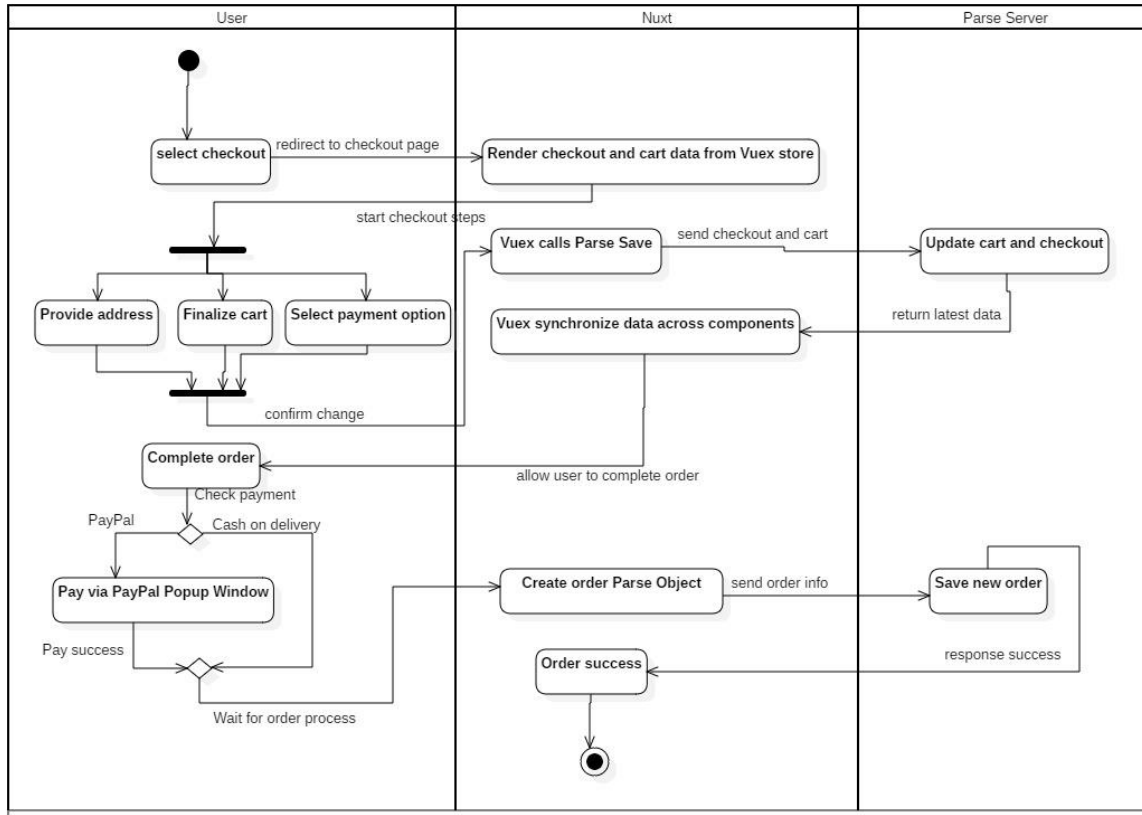 User
Nuxt
Parse Server
select checkout
redirect to checkout page
Render checkout and cart data from Vuex store
start checkout steps
Vuex calls Parse Save
send checkout and cart
Update cart and checkout
Provide address
Finalize cart
Select payment option
Vuex synchronize data across components
return latest data
confirm change
Complete order
allow user to complete order
Check payment
PayPal
Cash on delivery
Pay via PayPal Popup Window
Create order Parse Object
send order info
Save new order
Pay success
Order success
response success
Wait for order process